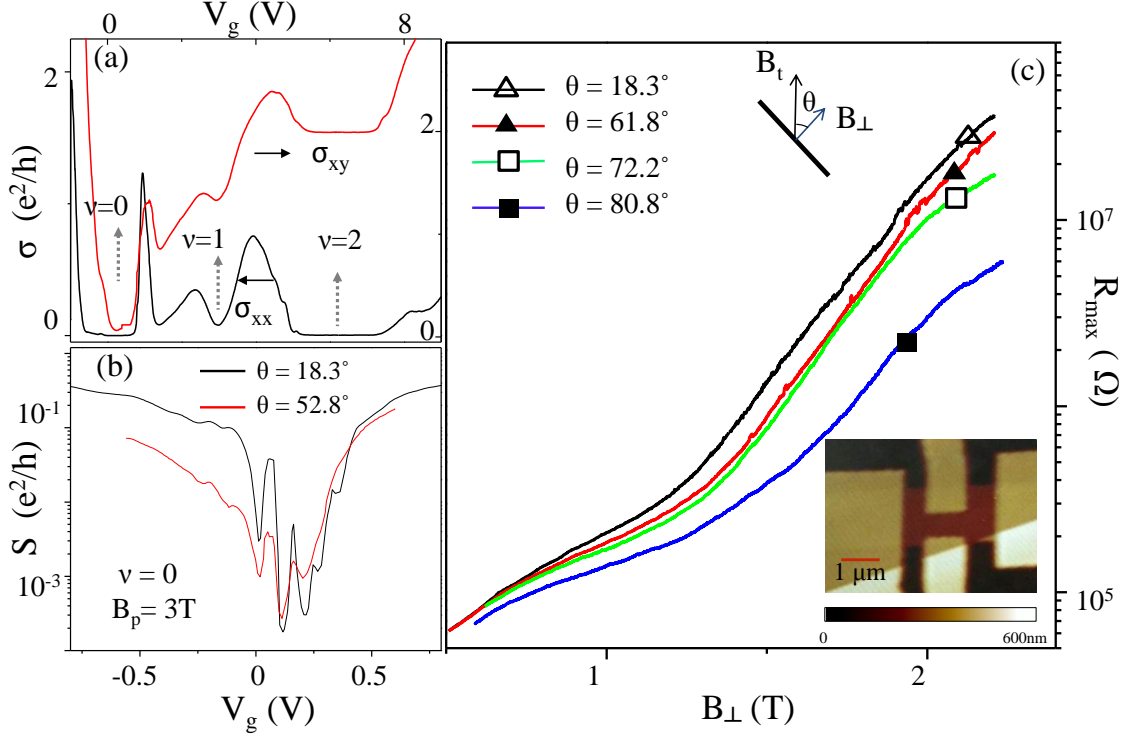 V_g (V)
0 8
(a)
2
σ (e²/h)
0
ν=0
ν=1
ν=2
σ_xy
σ_xx
2
0
(b)
θ = 18.3°
θ = 52.8°
S (e²/h)
10⁻¹
10⁻³
ν = 0
B_p= 3T
-0.5 0 0.5
V_g (V)
(c)
θ = 18.3°
θ = 61.8°
θ = 72.2°
θ = 80.8°
B_t
θ
B_⊥
10⁷
10⁵
R_max ( Ω)
1 μm
0 600nm
1 2
B_⊥ (T)